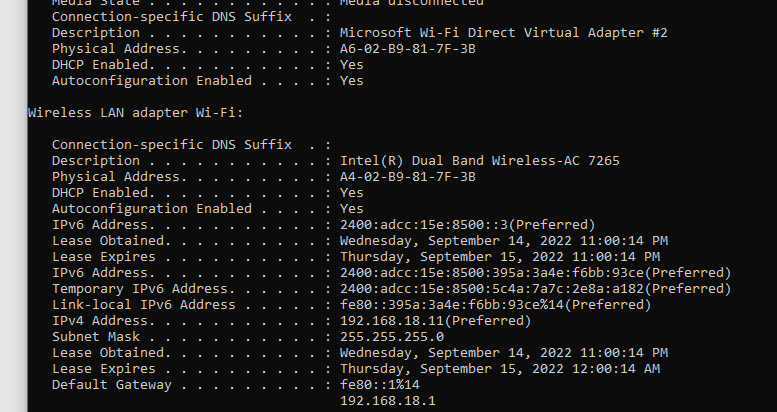 Media State . . . . . . . . . . . : Media disconnected
Connection-specific DNS Suffix . :
Description . . . . . . . . . . . : Microsoft Wi-Fi Direct Virtual Adapter #2
Physical Address. . . . . . . . . : A6-02-B9-81-7F-3B
DHCP Enabled. . . . . . . . . . . : Yes
Autoconfiguration Enabled . . . . : Yes
Wireless LAN adapter Wi-Fi:
Connection-specific DNS Suffix . :
Description . . . . . . . . . . . : Intel(R) Dual Band Wireless-AC 7265
Physical Address. . . . . . . . . : A4-02-B9-81-7F-3B
DHCP Enabled. . . . . . . . . . . : Yes
Autoconfiguration Enabled . . . . : Yes
IPv6 Address. . . . . . . . . . . : 2400:adcc:15e:8500::3(Preferred)
Lease Obtained. . . . . . . . . . : Wednesday, September 14, 2022 11:00:14 PM
Lease Expires . . . . . . . . . . : Thursday, September 15, 2022 11:00:14 PM
IPv6 Address. . . . . . . . . . . : 2400:adcc:15e:8500:395a:3a4e:f6bb:93ce(Preferred)
Temporary IPv6 Address. . . . . . : 2400:adcc:15e:8500:5c4a:7a7c:2e8a:a182(Preferred)
Link-local IPv6 Address . . . . . : fe80::395a:3a4e:f6bb:93ce%14(Preferred)
IPv4 Address. . . . . . . . . . . : 192.168.18.11(Preferred)
Subnet Mask . . . . . . . . . . . : 255.255.255.0
Lease Obtained. . . . . . . . . . : Wednesday, September 14, 2022 11:00:14 PM
Lease Expires . . . . . . . . . . : Thursday, September 15, 2022 12:00:14 AM
Default Gateway . . . . . . . . . : fe80::1%14
192.168.18.1